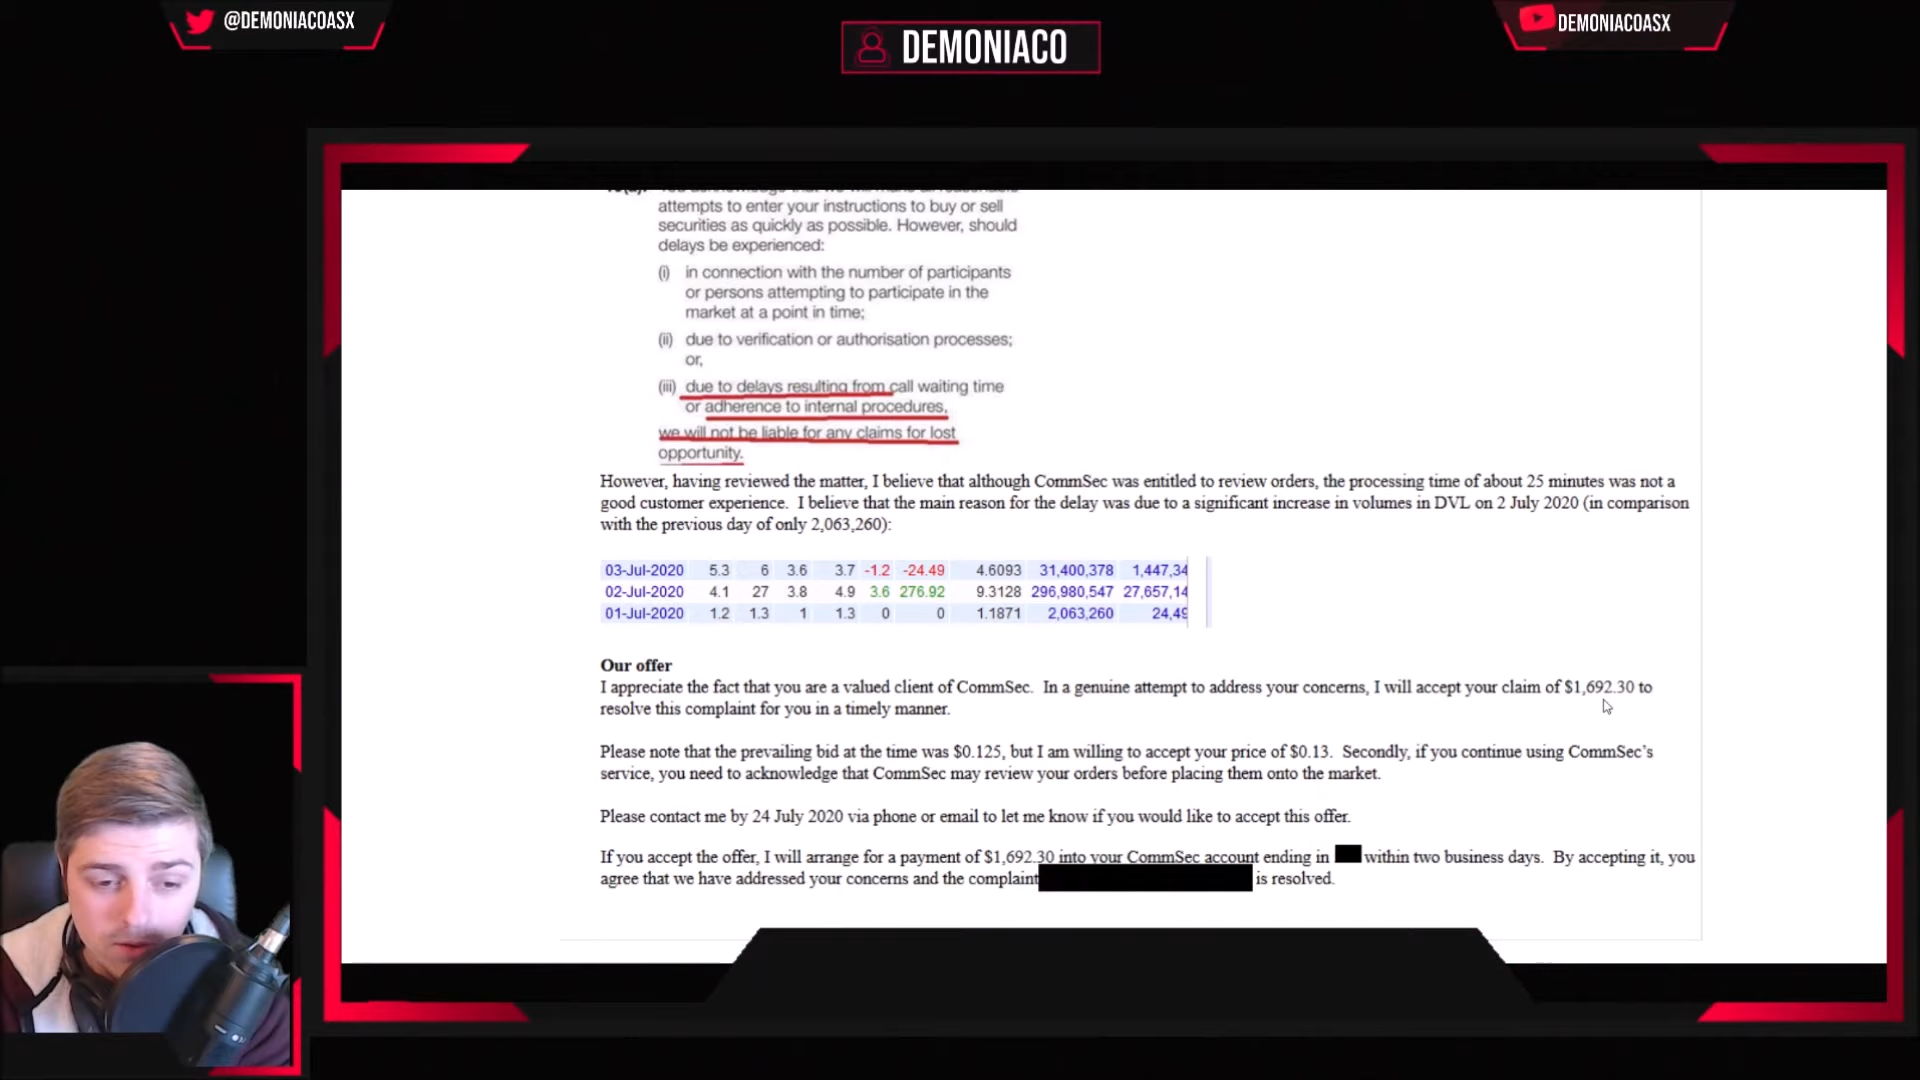 @DEMONIACOASX
DEMONIACO
DEMONIACOASX
attempts to enter your instructions to buy or sell
securities as quickly as possible. However, should
delays be experienced:
(i) in connection with the number of participants
or persons attempting to participate in the
market at a point in time;
(ii) due to verification or authorisation processes;
or,
(iii) due to delays resulting from call waiting time
or adherence to internal procedures,
we will not be liable for any claims for lost
opportunity.
However, having reviewed the matter, I believe that although CommSec was entitled to review orders, the processing time of about 25 minutes was not a
good customer experience. I believe that the main reason for the delay was due to a significant increase in volumes in DVL on 2 July 2020 (in comparison
with the previous day of only 2,063,260):
03-Jul-2020 5.3 6 3.6 3.7 -1.2 -24.49 4.6093 31,400,378 1,447,34
02-Jul-2020 4.1 27 3.8 4.9 3.6 276.92 9.3128 296,980,547 27,657,14
01-Jul-2020 1.2 1.3 1 1.3 0 0 1.1871 2,063,260 24,49
Our offer
I appreciate the fact that you are a valued client of CommSec. In a genuine attempt to address your concerns, I will accept your claim of $1,692.30 to
resolve this complaint for you in a timely manner.
Please note that the prevailing bid at the time was $0.125, but I am willing to accept your price of $0.13. Secondly, if you continue using CommSec's
service, you need to acknowledge that CommSec may review your orders before placing them onto the market.
Please contact me by 24 July 2020 via phone or email to let me know if you would like to accept this offer.
If you accept the offer, I will arrange for a payment of $1,692.30 into your CommSec account ending in within two business days. By accepting it, you
agree that we have addressed your concerns and the complaint is resolved.